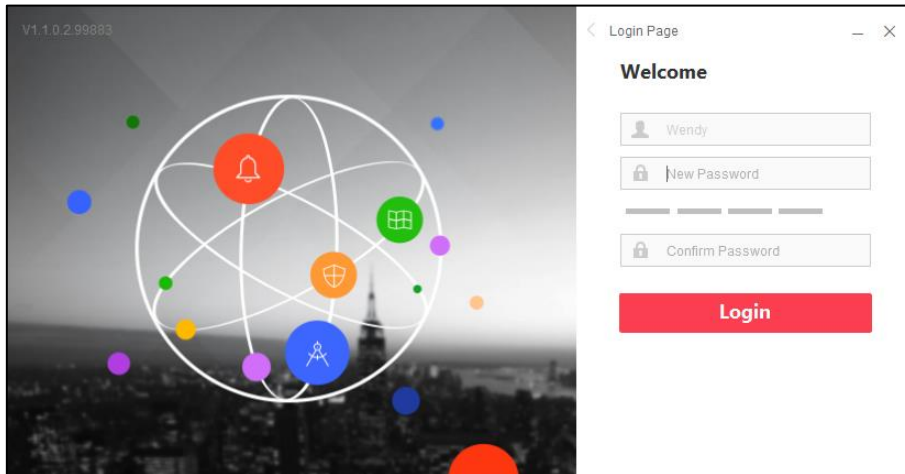 V1.1.0.2.99883
Login Page
Welcome
Wendy
New Password
Confirm Password
Login